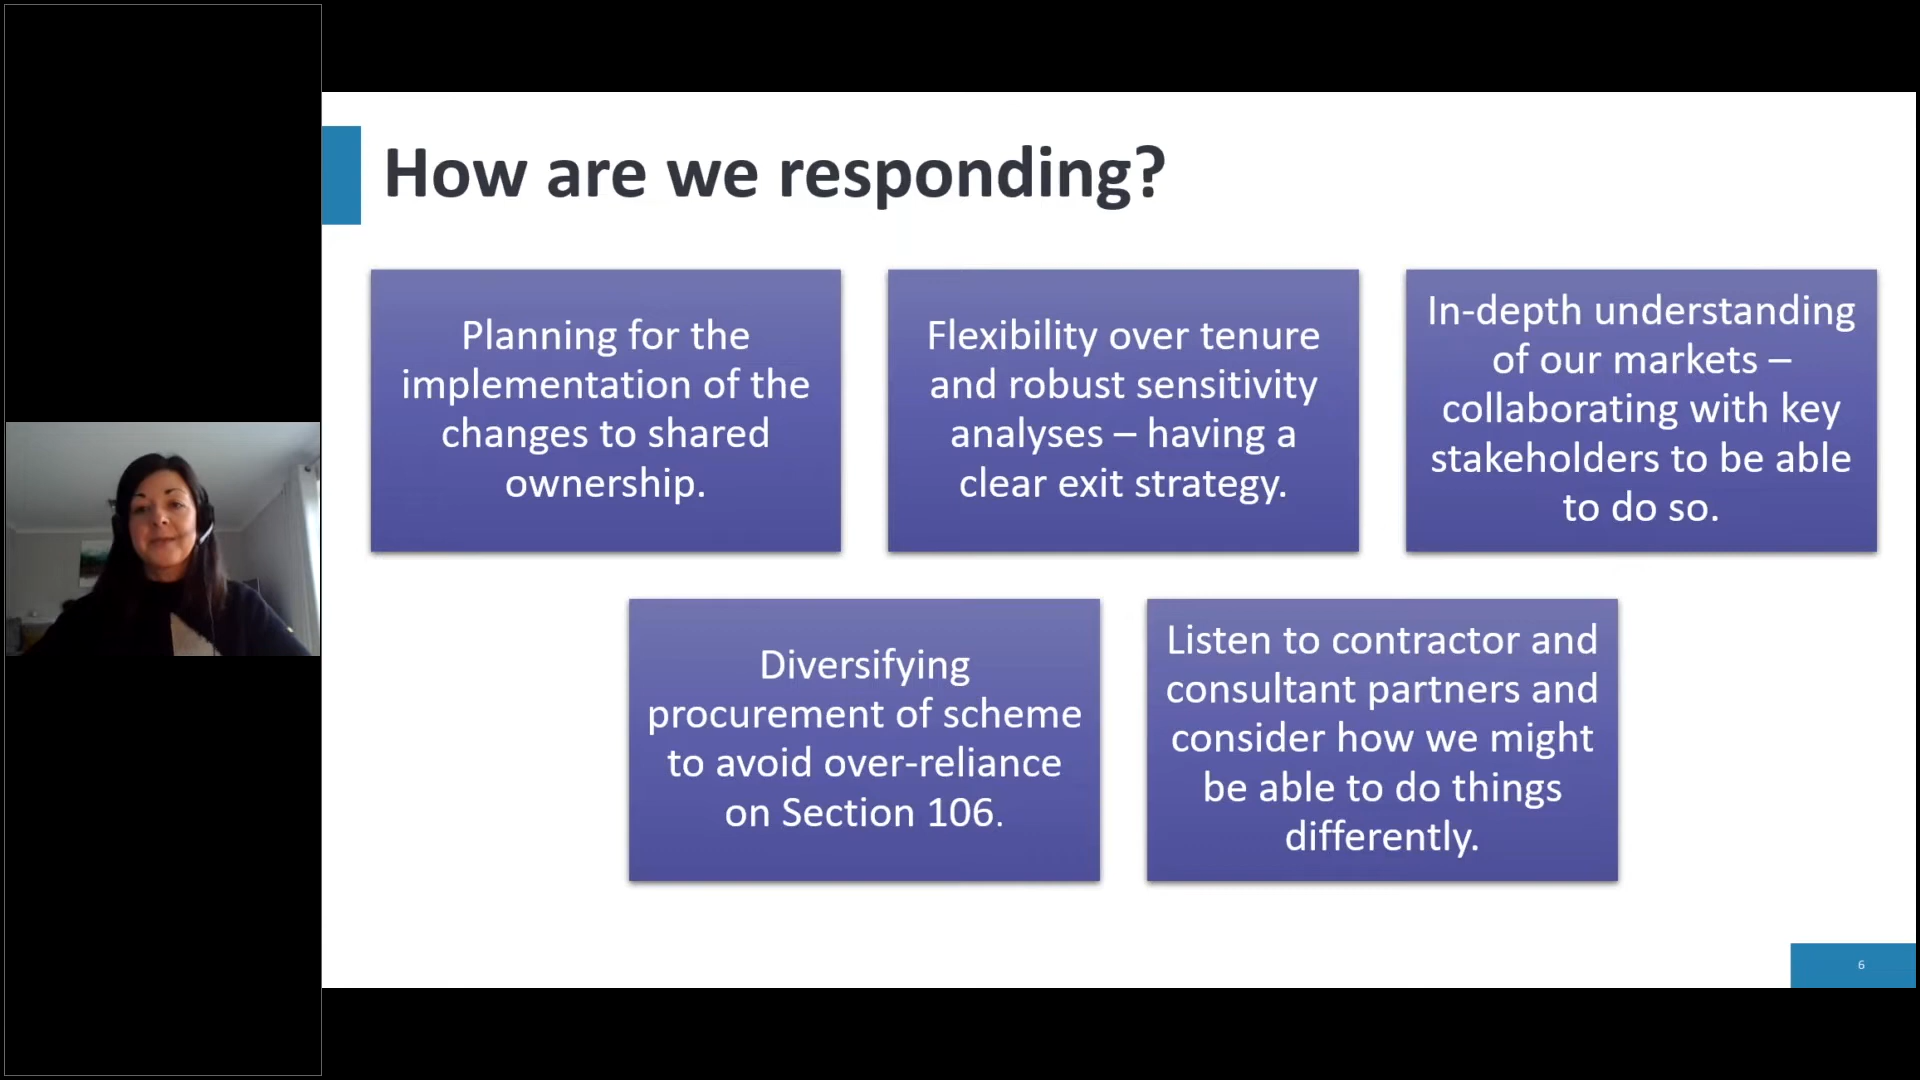 How are we responding?
Planning for the
implementation of the
changes to shared
ownership.
Flexibility over tenure
and robust sensitivity
analyses – having a
clear exit strategy.
In-depth understanding
of our markets –
collaborating with key
stakeholders to be able
to do so.
Diversifying
procurement of scheme
to avoid over-reliance
on Section 106.
Listen to contractor and
consultant partners and
consider how we might
be able to do things
differently.
6